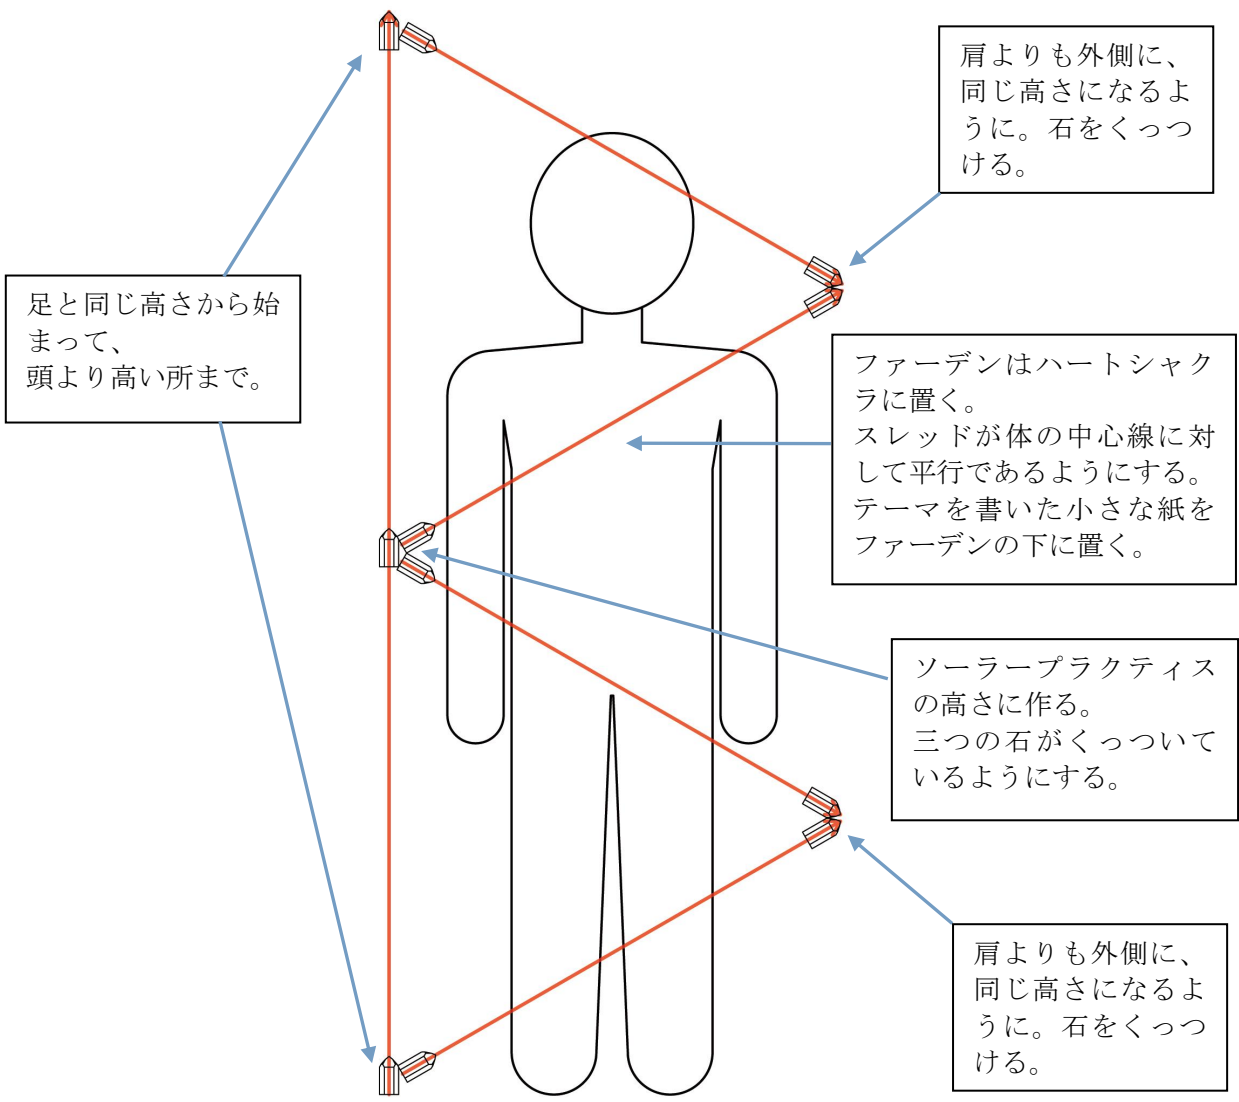 肩よりも外側に、
同じ高さになるよ
うに。石をくっつ
ける。
足と同じ高さから始
まって、
頭より高い所まで。
ファーデンはハートシャク
ラに置く。
スレッドが体の中心線に対
して平行であるようにする。
テーマを書いた小さな紙を
ファーデンの下に置く。
ソーラープラクティス
の高さに作る。
三つの石がくっついて
いるようにする。
肩よりも外側に、
同じ高さになるよ
うに。石をくっつ
ける。